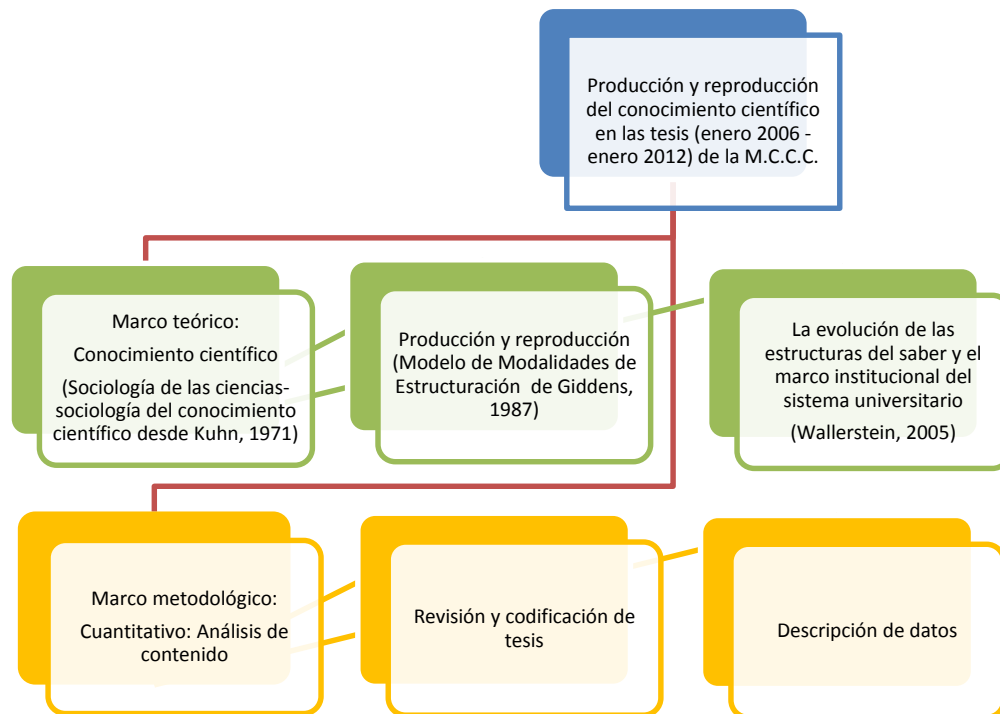 Producción y reproducción
del conocimiento científico
en las tesis (enero 2006 -
enero 2012) de la M.C.C.C.
Marco teórico:
Conocimiento científico
(Sociología de las ciencias-
sociología del conocimiento
científico desde Kuhn, 1971)
Producción y reproducción
(Modelo de Modalidades de
Estructuración de Giddens,
1987)
La evolución de las
estructuras del saber y el
marco institucional del
sistema universitario
(Wallerstein, 2005)
Marco metodológico:
Cuantitativo: Análisis de
contenido
Revisión y codificación de
tesis
Descripción de datos